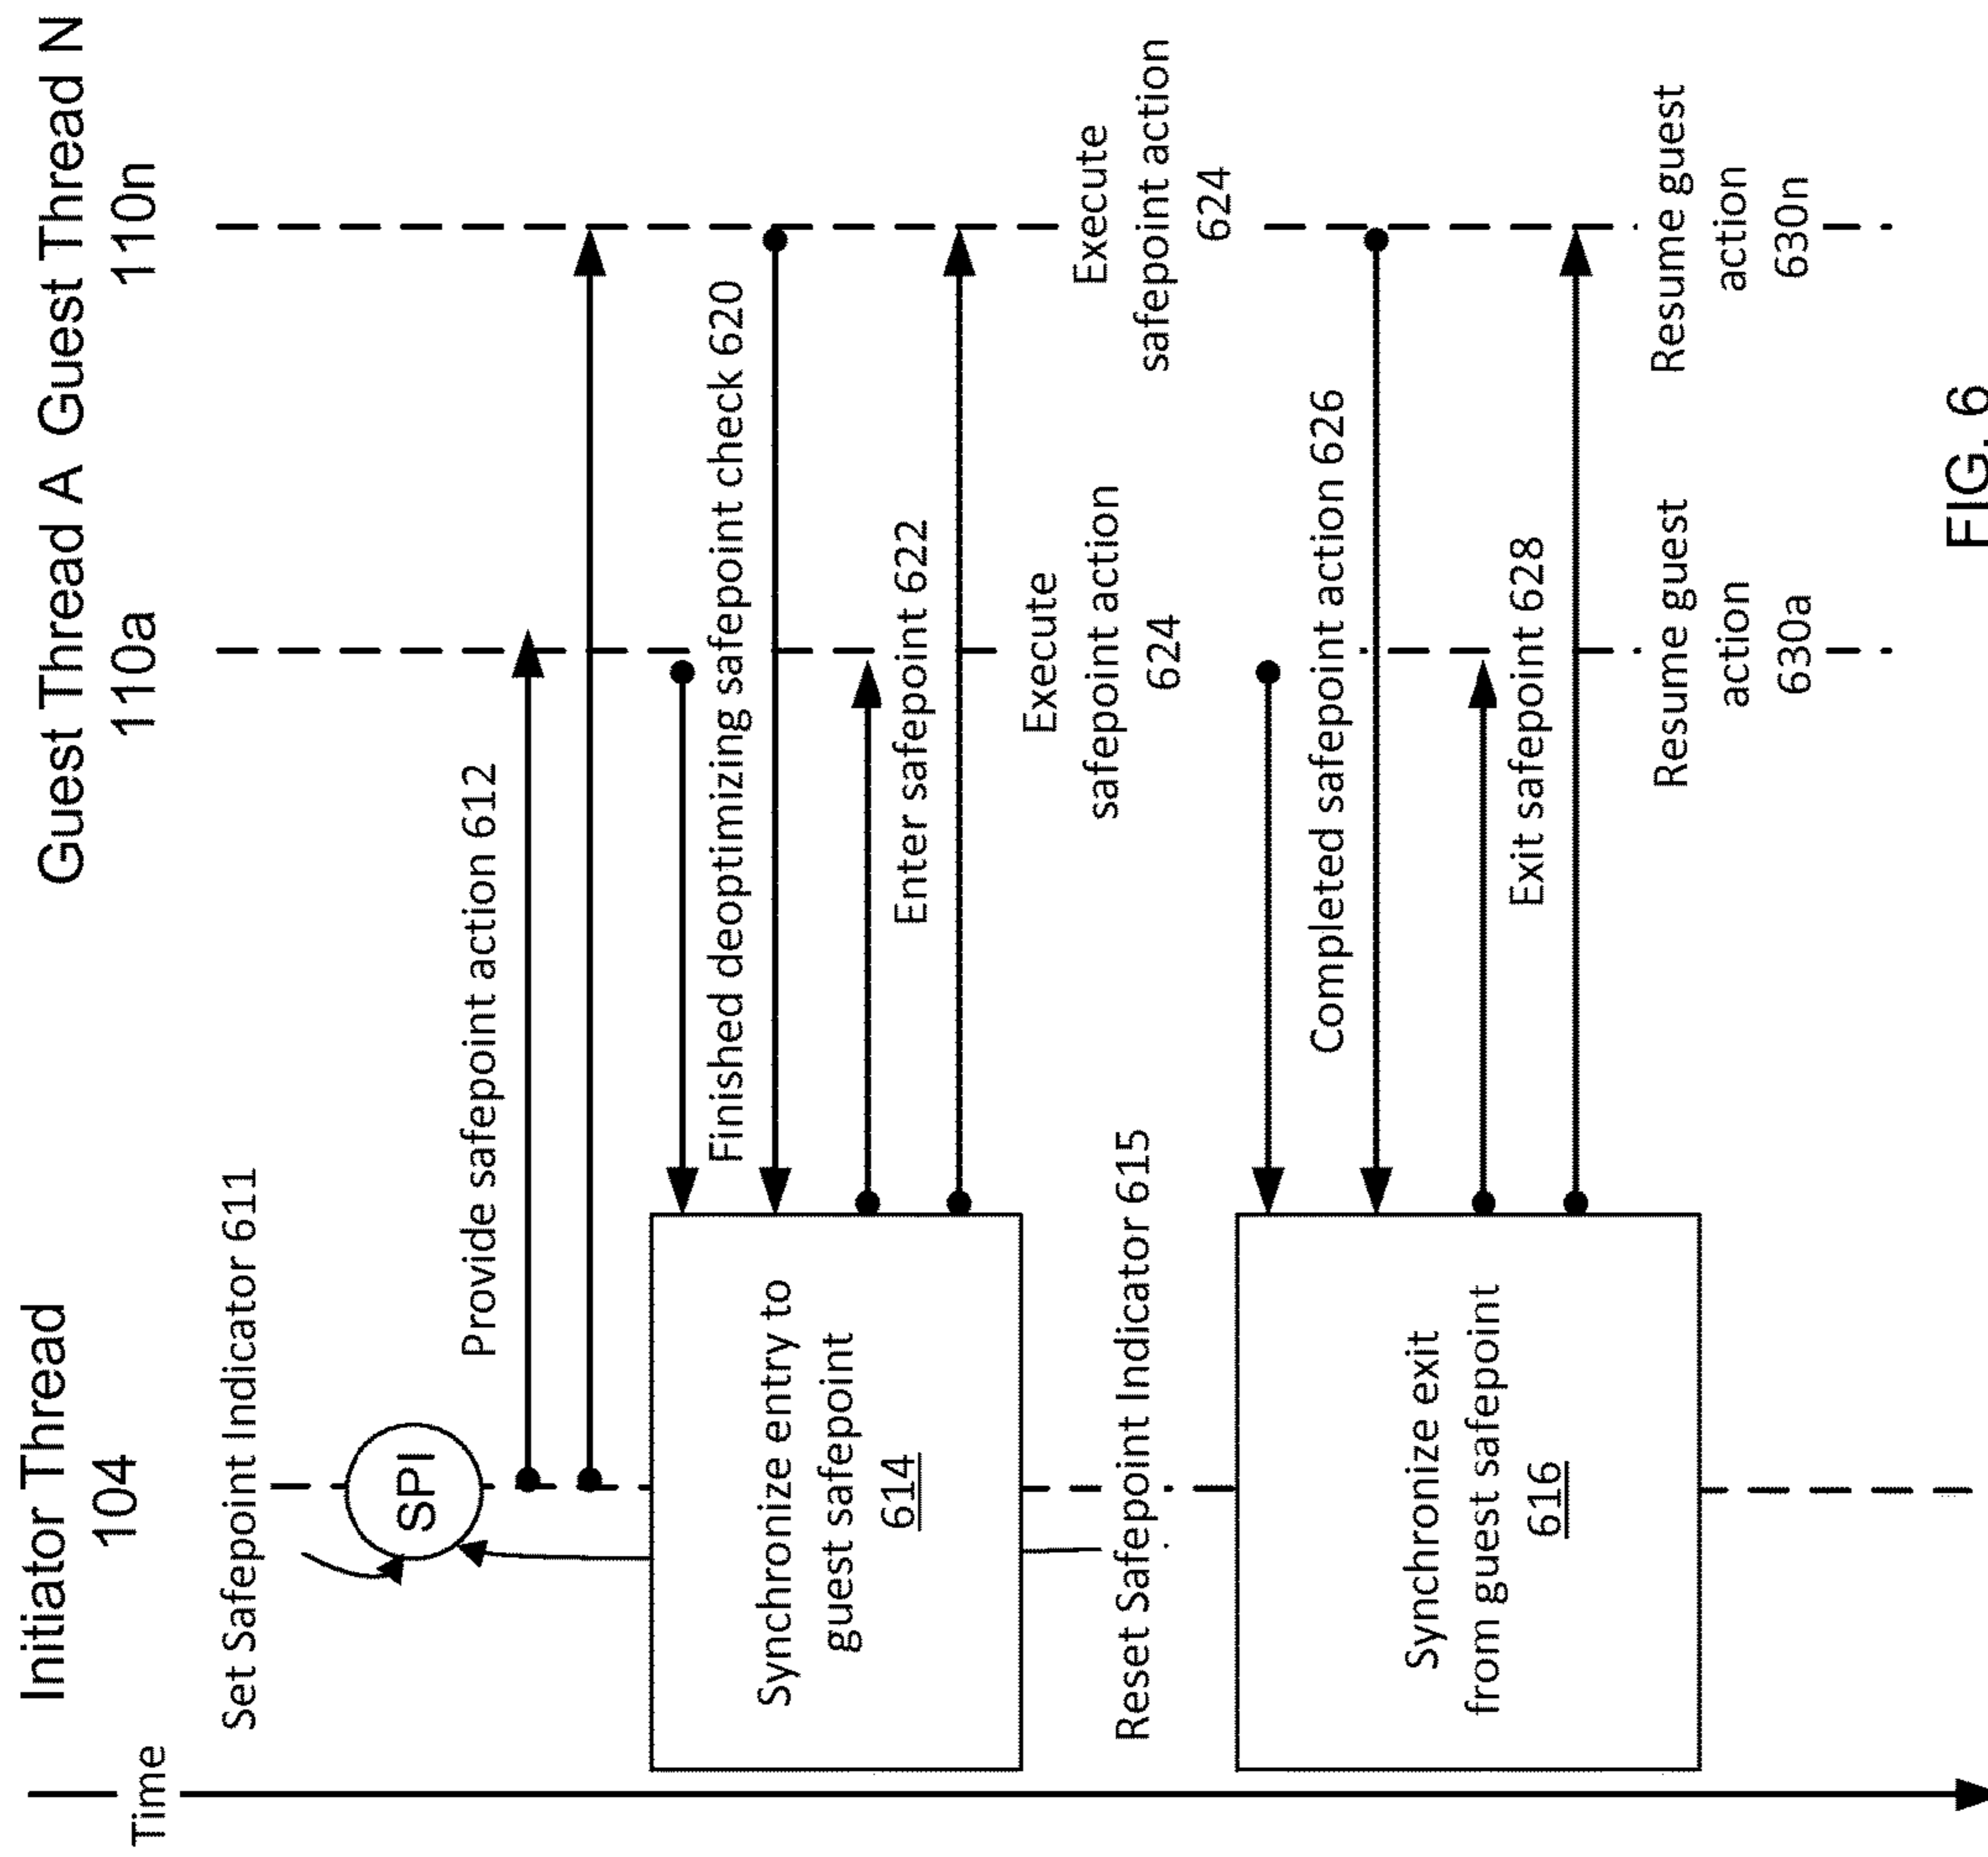 Initiator Thread
104
Guest Thread A
110a
Guest Thread N
110n
Time
Set Safepoint Indicator 611
SPI
Provide safepoint action 612
Synchronize entry to
guest safepoint
614
Finished deoptimizing safepoint check 620
Enter safepoint 622
Execute
safepoint action
624
Execute
safepoint action
624
Reset Safepoint Indicator 615
Synchronize exit
from guest safepoint
616
Completed safepoint action 626
Exit safepoint 628
Resume guest
action
630a
Resume guest
action
630n
FIG. 6